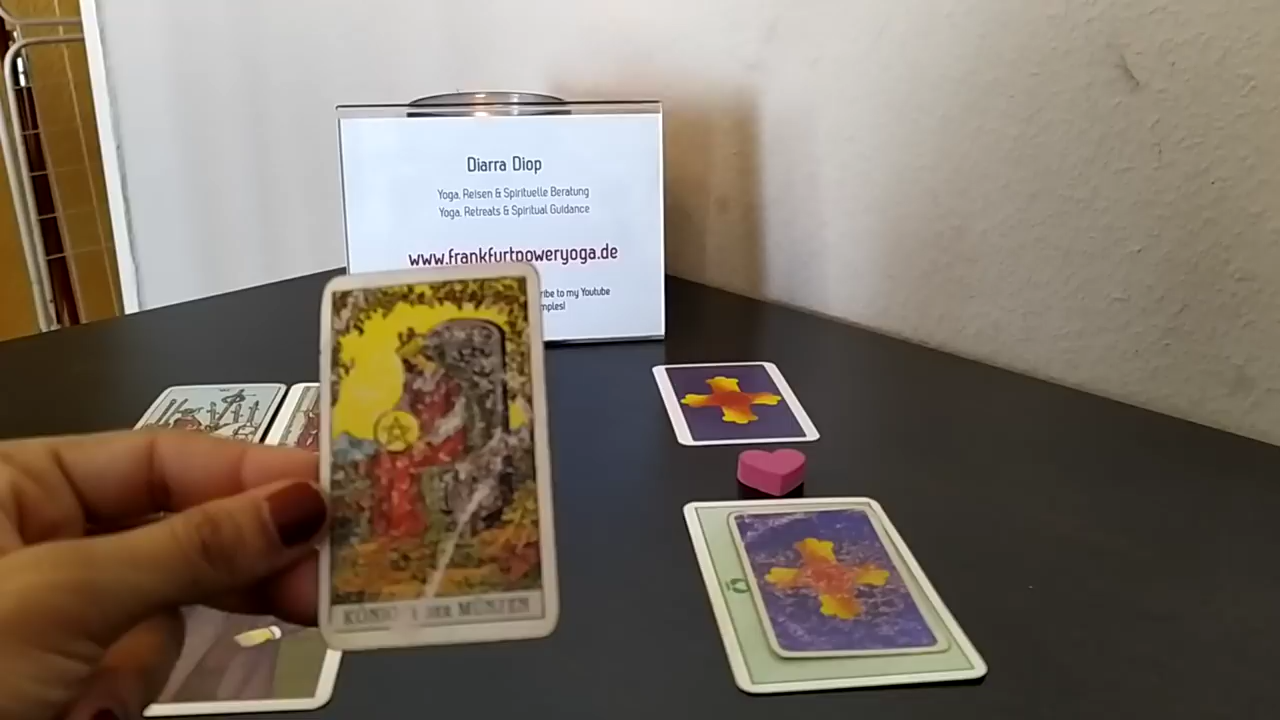 Diarra Diop
Yoga, Reisen & Spirituelle Beratung
Yoga, Retreats & Spiritual Guidance
www.frankfurtpoweryoga.de
ribe to my Youtube
mples!
DER MÜNZEN